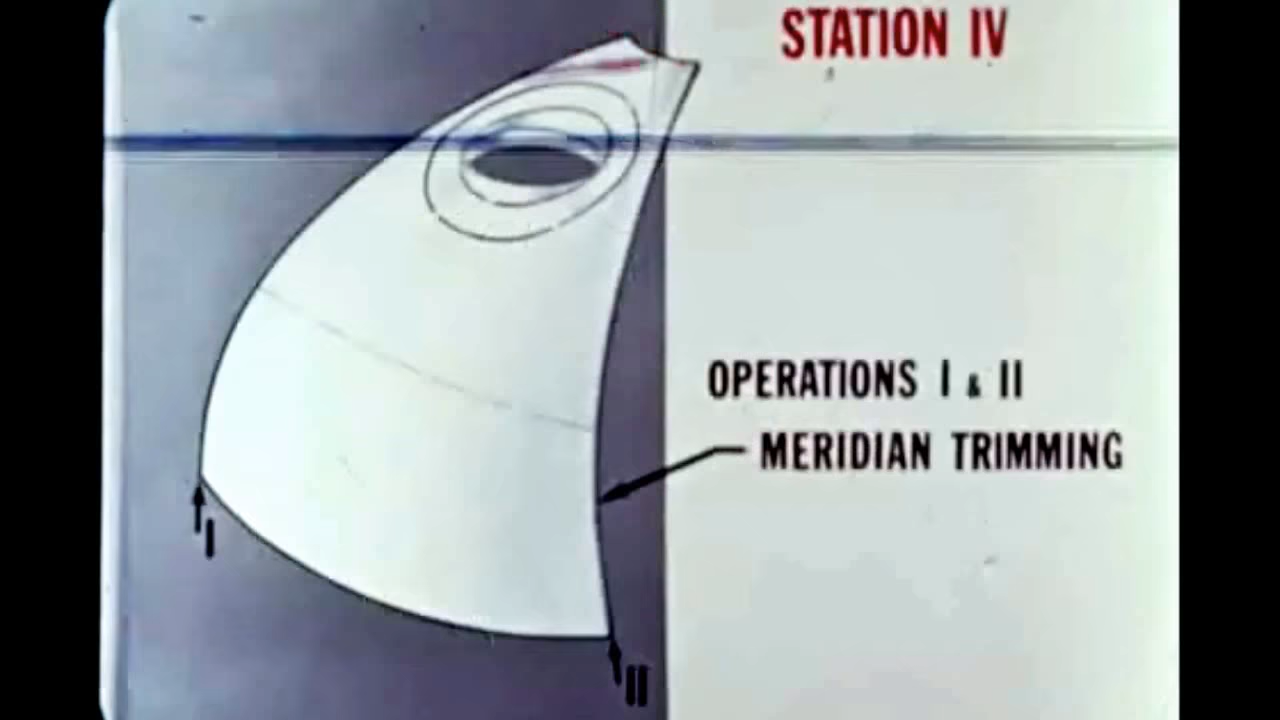 STATION IV
OPERATIONS I & II
MERIDIAN TRIMMING
I
II